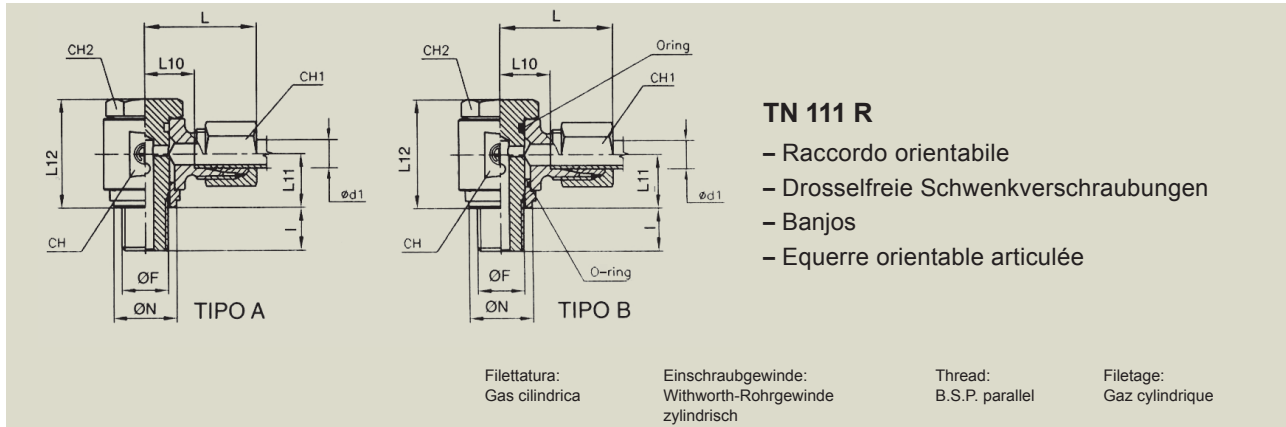 L
L10
CH2
CH1
L12
L11
Ød1
l
CH
ØF
ØN
TIPO A
L
L10
CH2
Oring
CH1
L12
L11
Ød1
l
CH
O-ring
ØF
ØN
TIPO B
TN 111 R
– Raccordo orientabile
– Drosselfreie Schwenkverschraubungen
– Banjos
– Equerre orientable articulée
Filettatura:
Gas cilindrica
Einschraubgewinde:
Withworth-Rohrgewinde
zylindrisch
Thread:
B.S.P. parallel
Filetage:
Gaz cylindrique